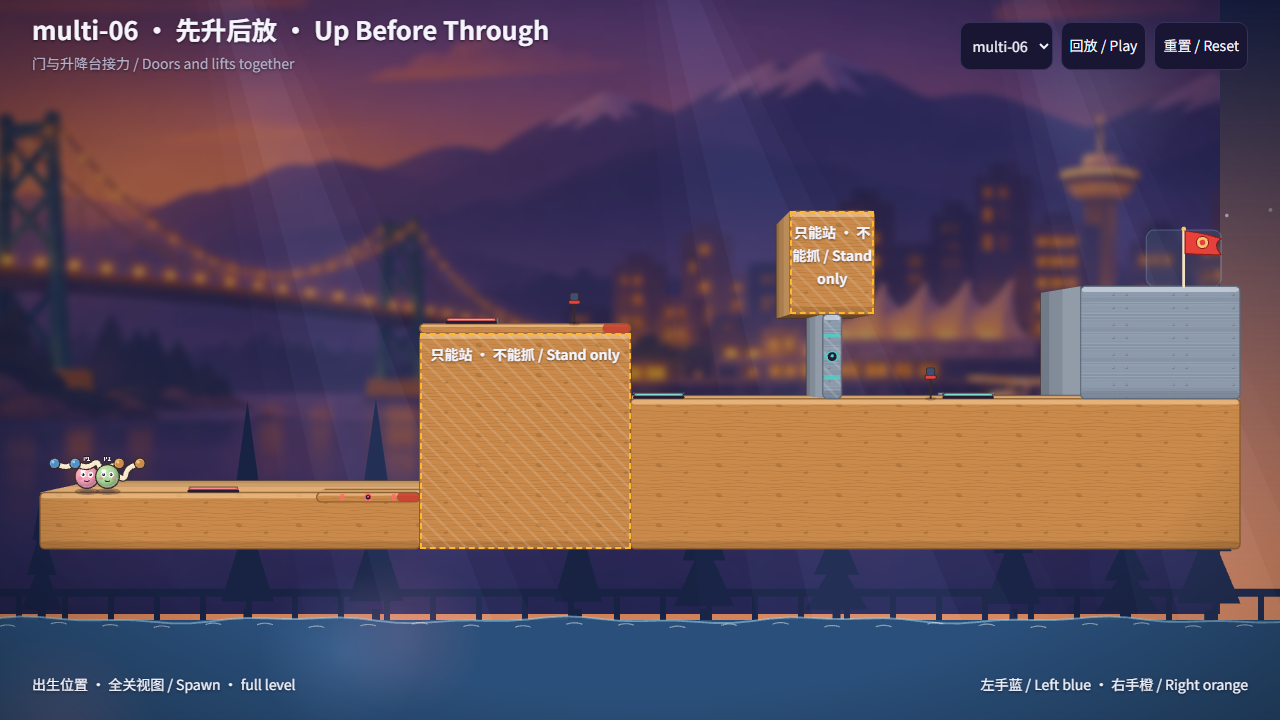 multi-06 • 先升后放 • Up Before Through
门与升降台接力 / Doors and lifts together
multi-06
回放 / Play
重置 / Reset
只能站 • 不
能抓 / Stand
only
只能站 • 不能抓 / Stand only
P1
P1
出生位置 • 全关视图 / Spawn • full level
左手蓝 / Left blue • 右手橙 / Right orange